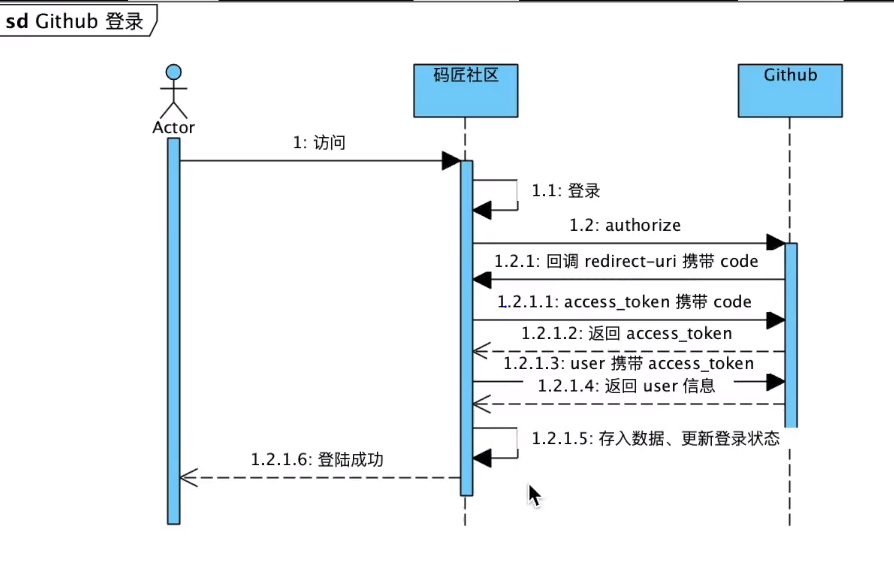 sd Github 登录
码匠社区
Github
Actor
1: 访问
1.1: 登录
1.2: authorize
1.2.1: 回调 redirect-uri 携带 code
1.2.1.1: access_token 携带 code
1.2.1.2: 返回 access_token
1.2.1.3: user 携带 access_token
1.2.1.4: 返回 user 信息
1.2.1.5: 存入数据、更新登录状态
1.2.1.6: 登陆成功